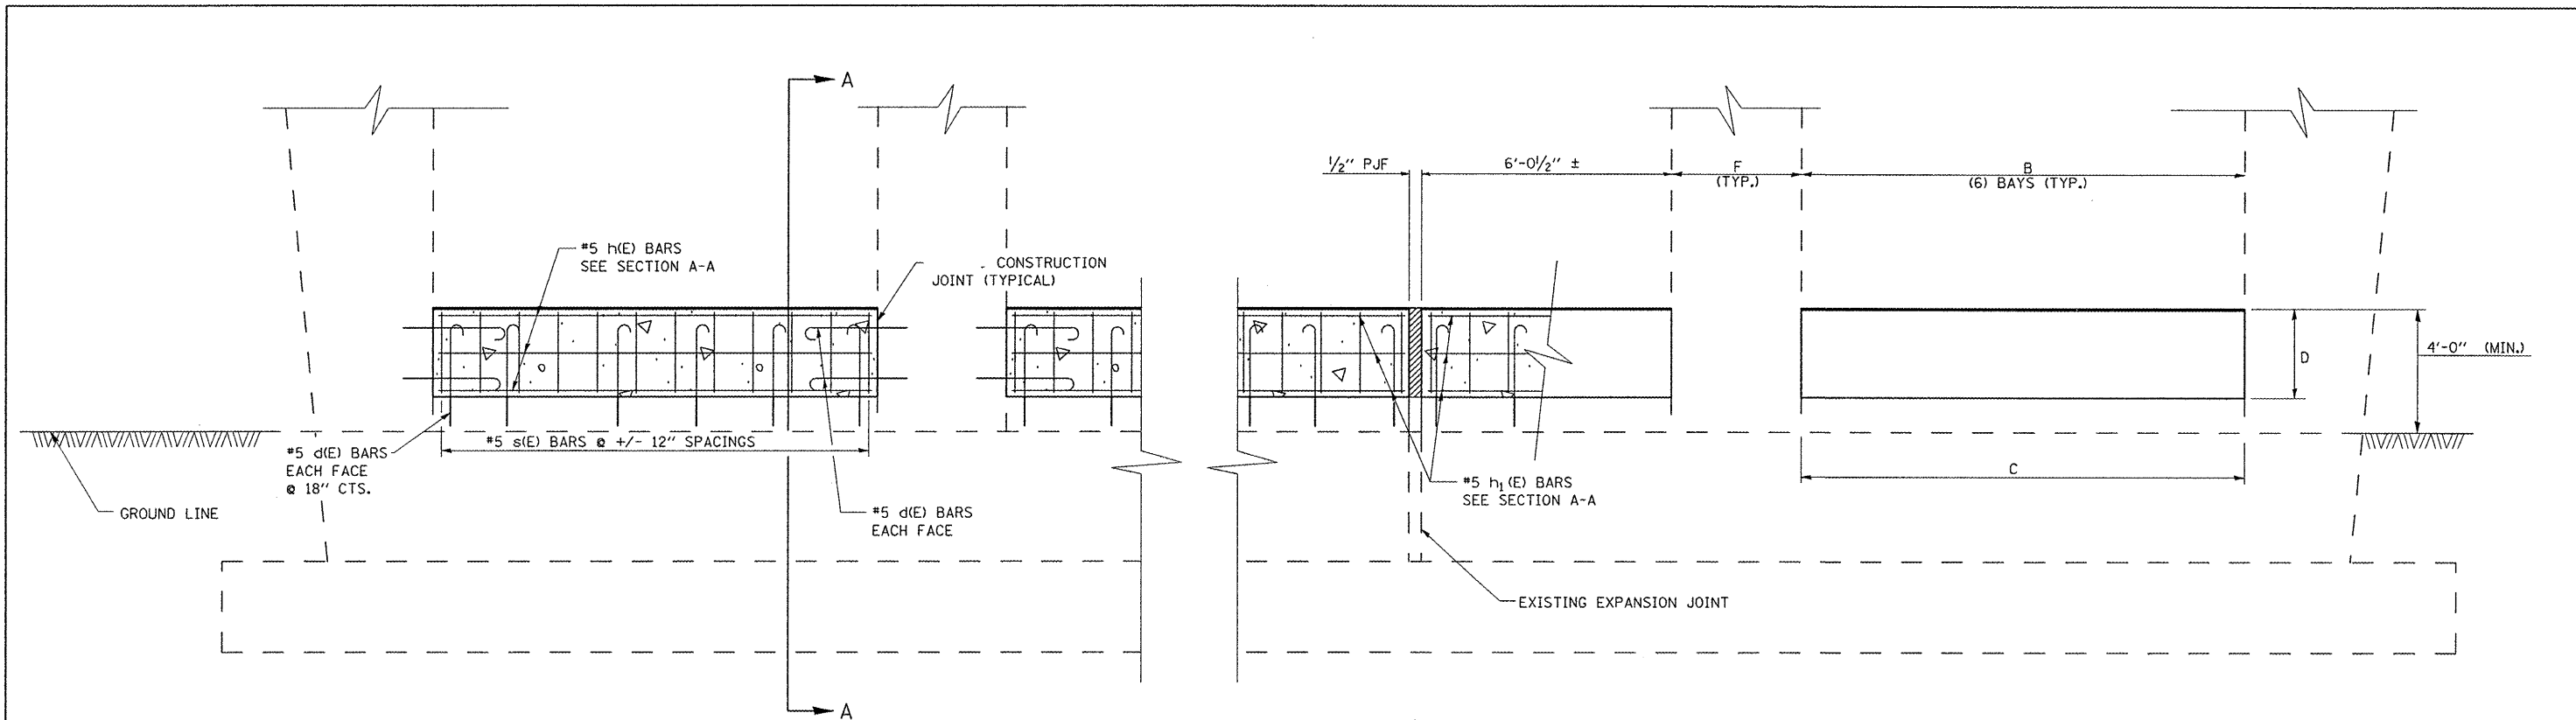 A
1/2" PJF
6'-0 1/2" ±
F
(TYP.)
B
(6) BAYS (TYP.)
#5 h(E) BARS
SEE SECTION A-A
CONSTRUCTION
JOINT (TYPICAL)
D
4'-0" (MIN.)
#5 s(E) BARS @ +/- 12" SPACINGS
#5 d(E) BARS
EACH FACE
@ 18" CTS.
GROUND LINE
#5 d(E) BARS
EACH FACE
#5 h1(E) BARS
SEE SECTION A-A
C
EXISTING EXPANSION JOINT
A